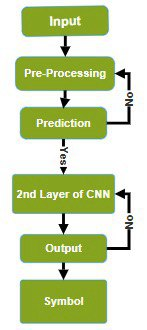 Input
Pre-Processing
No
Prediction
Yes
2nd Layer of CNN
No
Output
Symbol